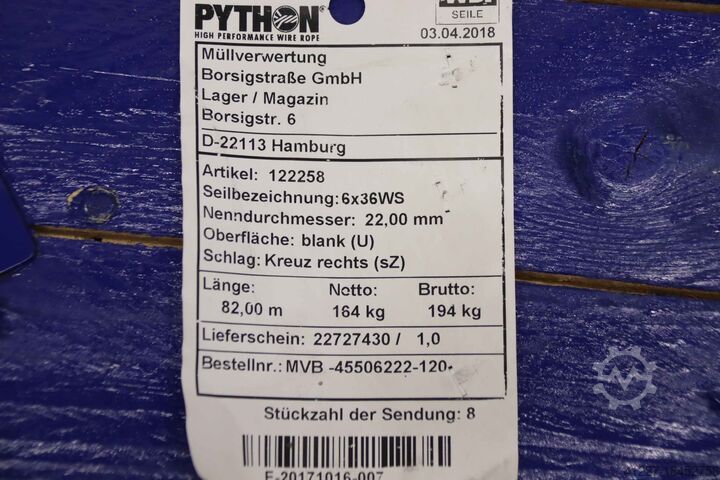 PYTHON®
HIGH PERFORMANCE WIRE ROPE
SEILE
03.04.2018
Müllverwertung
Borsigstraße GmbH
Lager / Magazin
Borsigstr. 6
D-22113 Hamburg
Artikel: 122258
Seilbezeichnung: 6x36WS
Nenndurchmesser: 22,00 mm
Oberfläche: blank (U)
Schlag: Kreuz rechts (sZ)
Länge: Netto: Brutto:
82,00 m 164 kg 194 kg
Lieferschein: 22727430 / 1,0
Bestellnr.: MVB -45506222-120-
Stückzahl der Sendung: 8
F-20171016-007